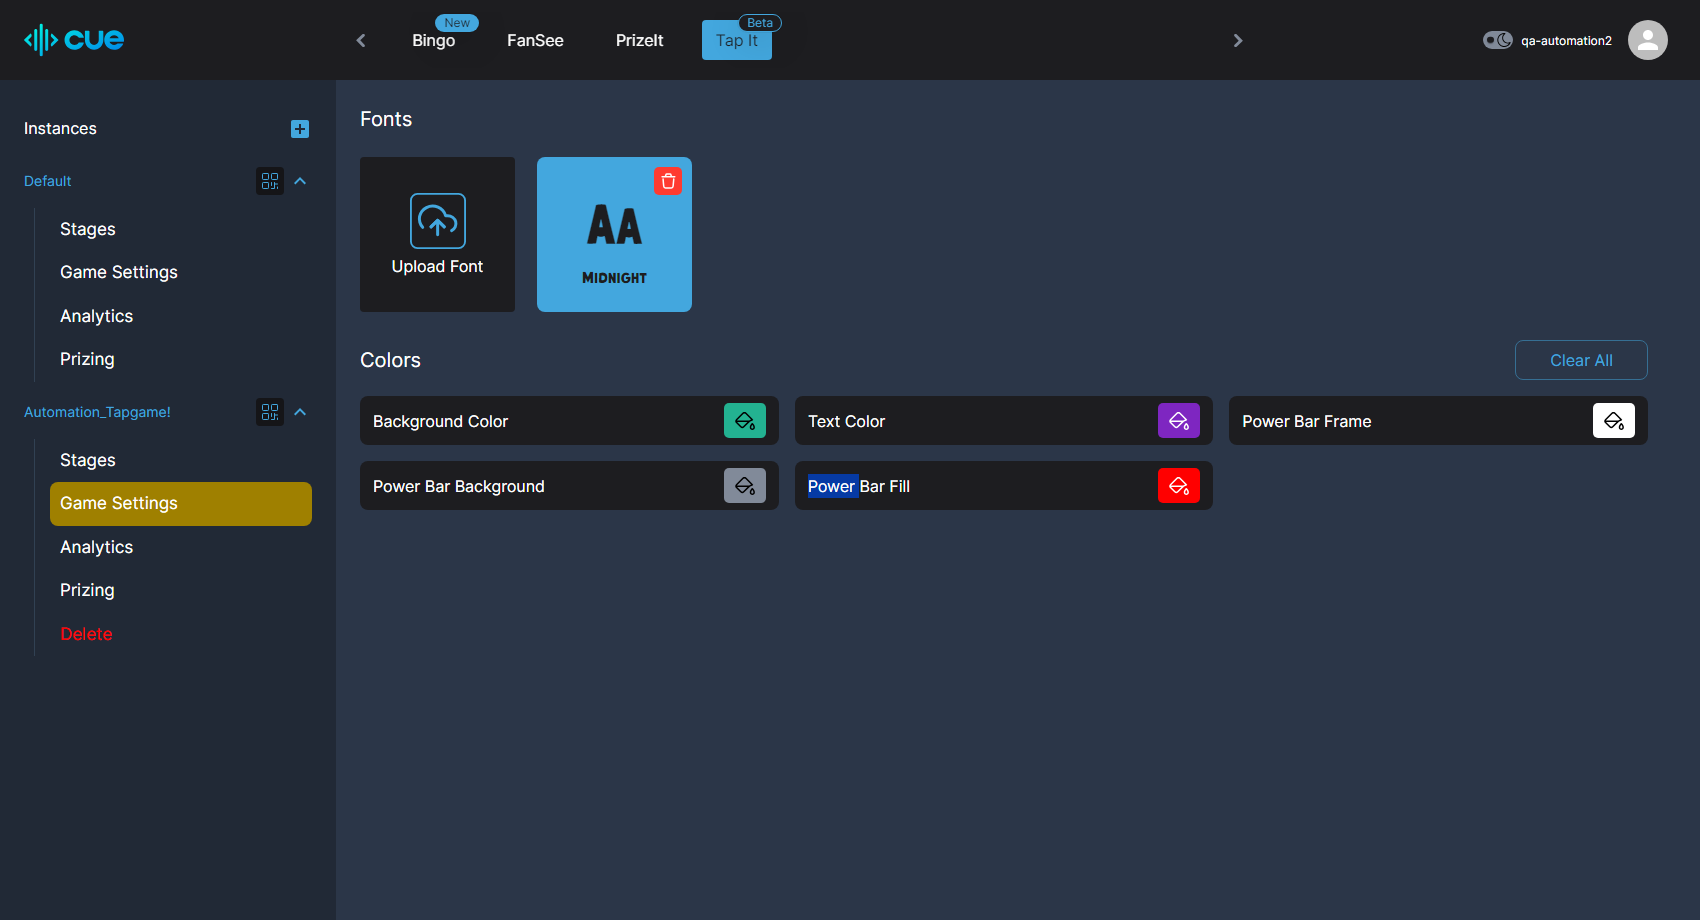 cue
New
Bingo
FanSee
PrizeIt
Beta
Tap It
qa-automation2
Instances
Default
Stages
Game Settings
Analytics
Prizing
Automation_Tapgame!
Stages
Game Settings
Analytics
Prizing
Delete
Fonts
Upload Font
AA
MIDNIGHT
Colors
Clear All
Background Color
Text Color
Power Bar Frame
Power Bar Background
Power Bar Fill